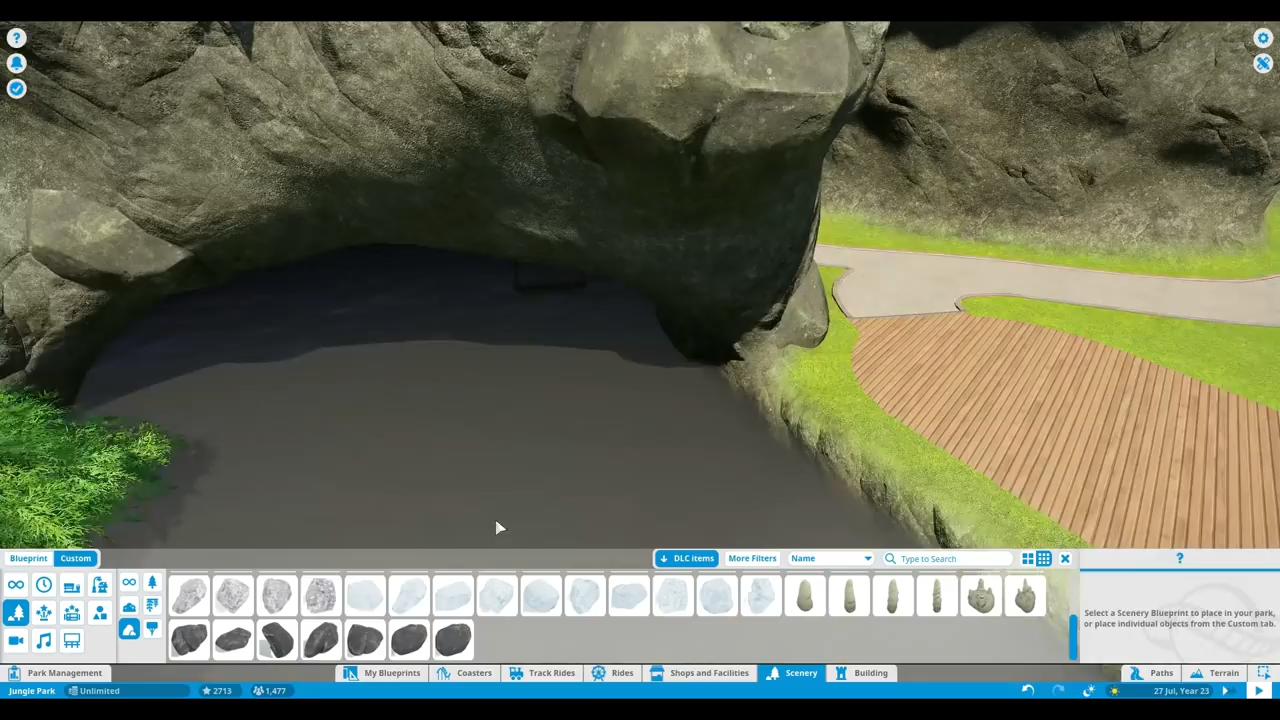 Blueprint Custom
DLC items More Filters Name Type to Search
?
Select a Scenery Blueprint to place in your park,
or place individual objects from the Custom tab.
Park Management My Blueprints Coasters Track Rides Rides Shops and Facilities Scenery Building Paths Terrain
Jungle Park Unlimited 2713 1,477 27 Jul, Year 23